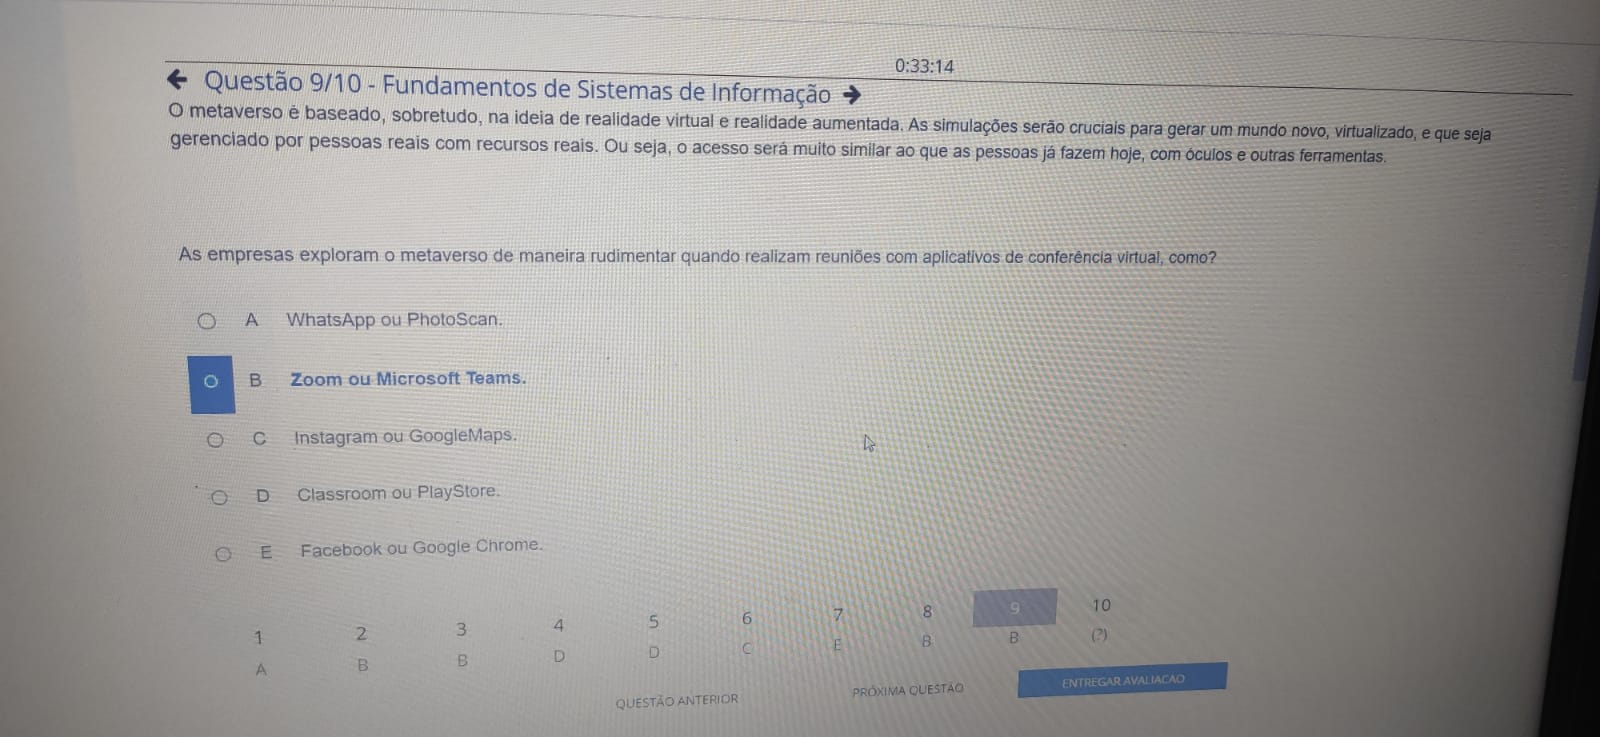 0:33:14
← Questão 9/10 - Fundamentos de Sistemas de Informação →
O metaverso é baseado, sobretudo, na ideia de realidade virtual e realidade aumentada. As simulações serão cruciais para gerar um mundo novo, virtualizado, e que seja
gerenciado por pessoas reais com recursos reais. Ou seja, o acesso será muito similar ao que as pessoas já fazem hoje, com óculos e outras ferramentas.
As empresas exploram o metaverso de maneira rudimentar quando realizam reuniões com aplicativos de conferência virtual, como?
A WhatsApp ou PhotoScan.
B Zoom ou Microsoft Teams.
C Instagram ou GoogleMaps.
D Classroom ou PlayStore.
E Facebook ou Google Chrome.
1 2 3 4 5 6 7 8 9 10
A B B D D C E B B (?)
QUESTÃO ANTERIOR PRÓXIMA QUESTÃO ENTREGAR AVALIACAO